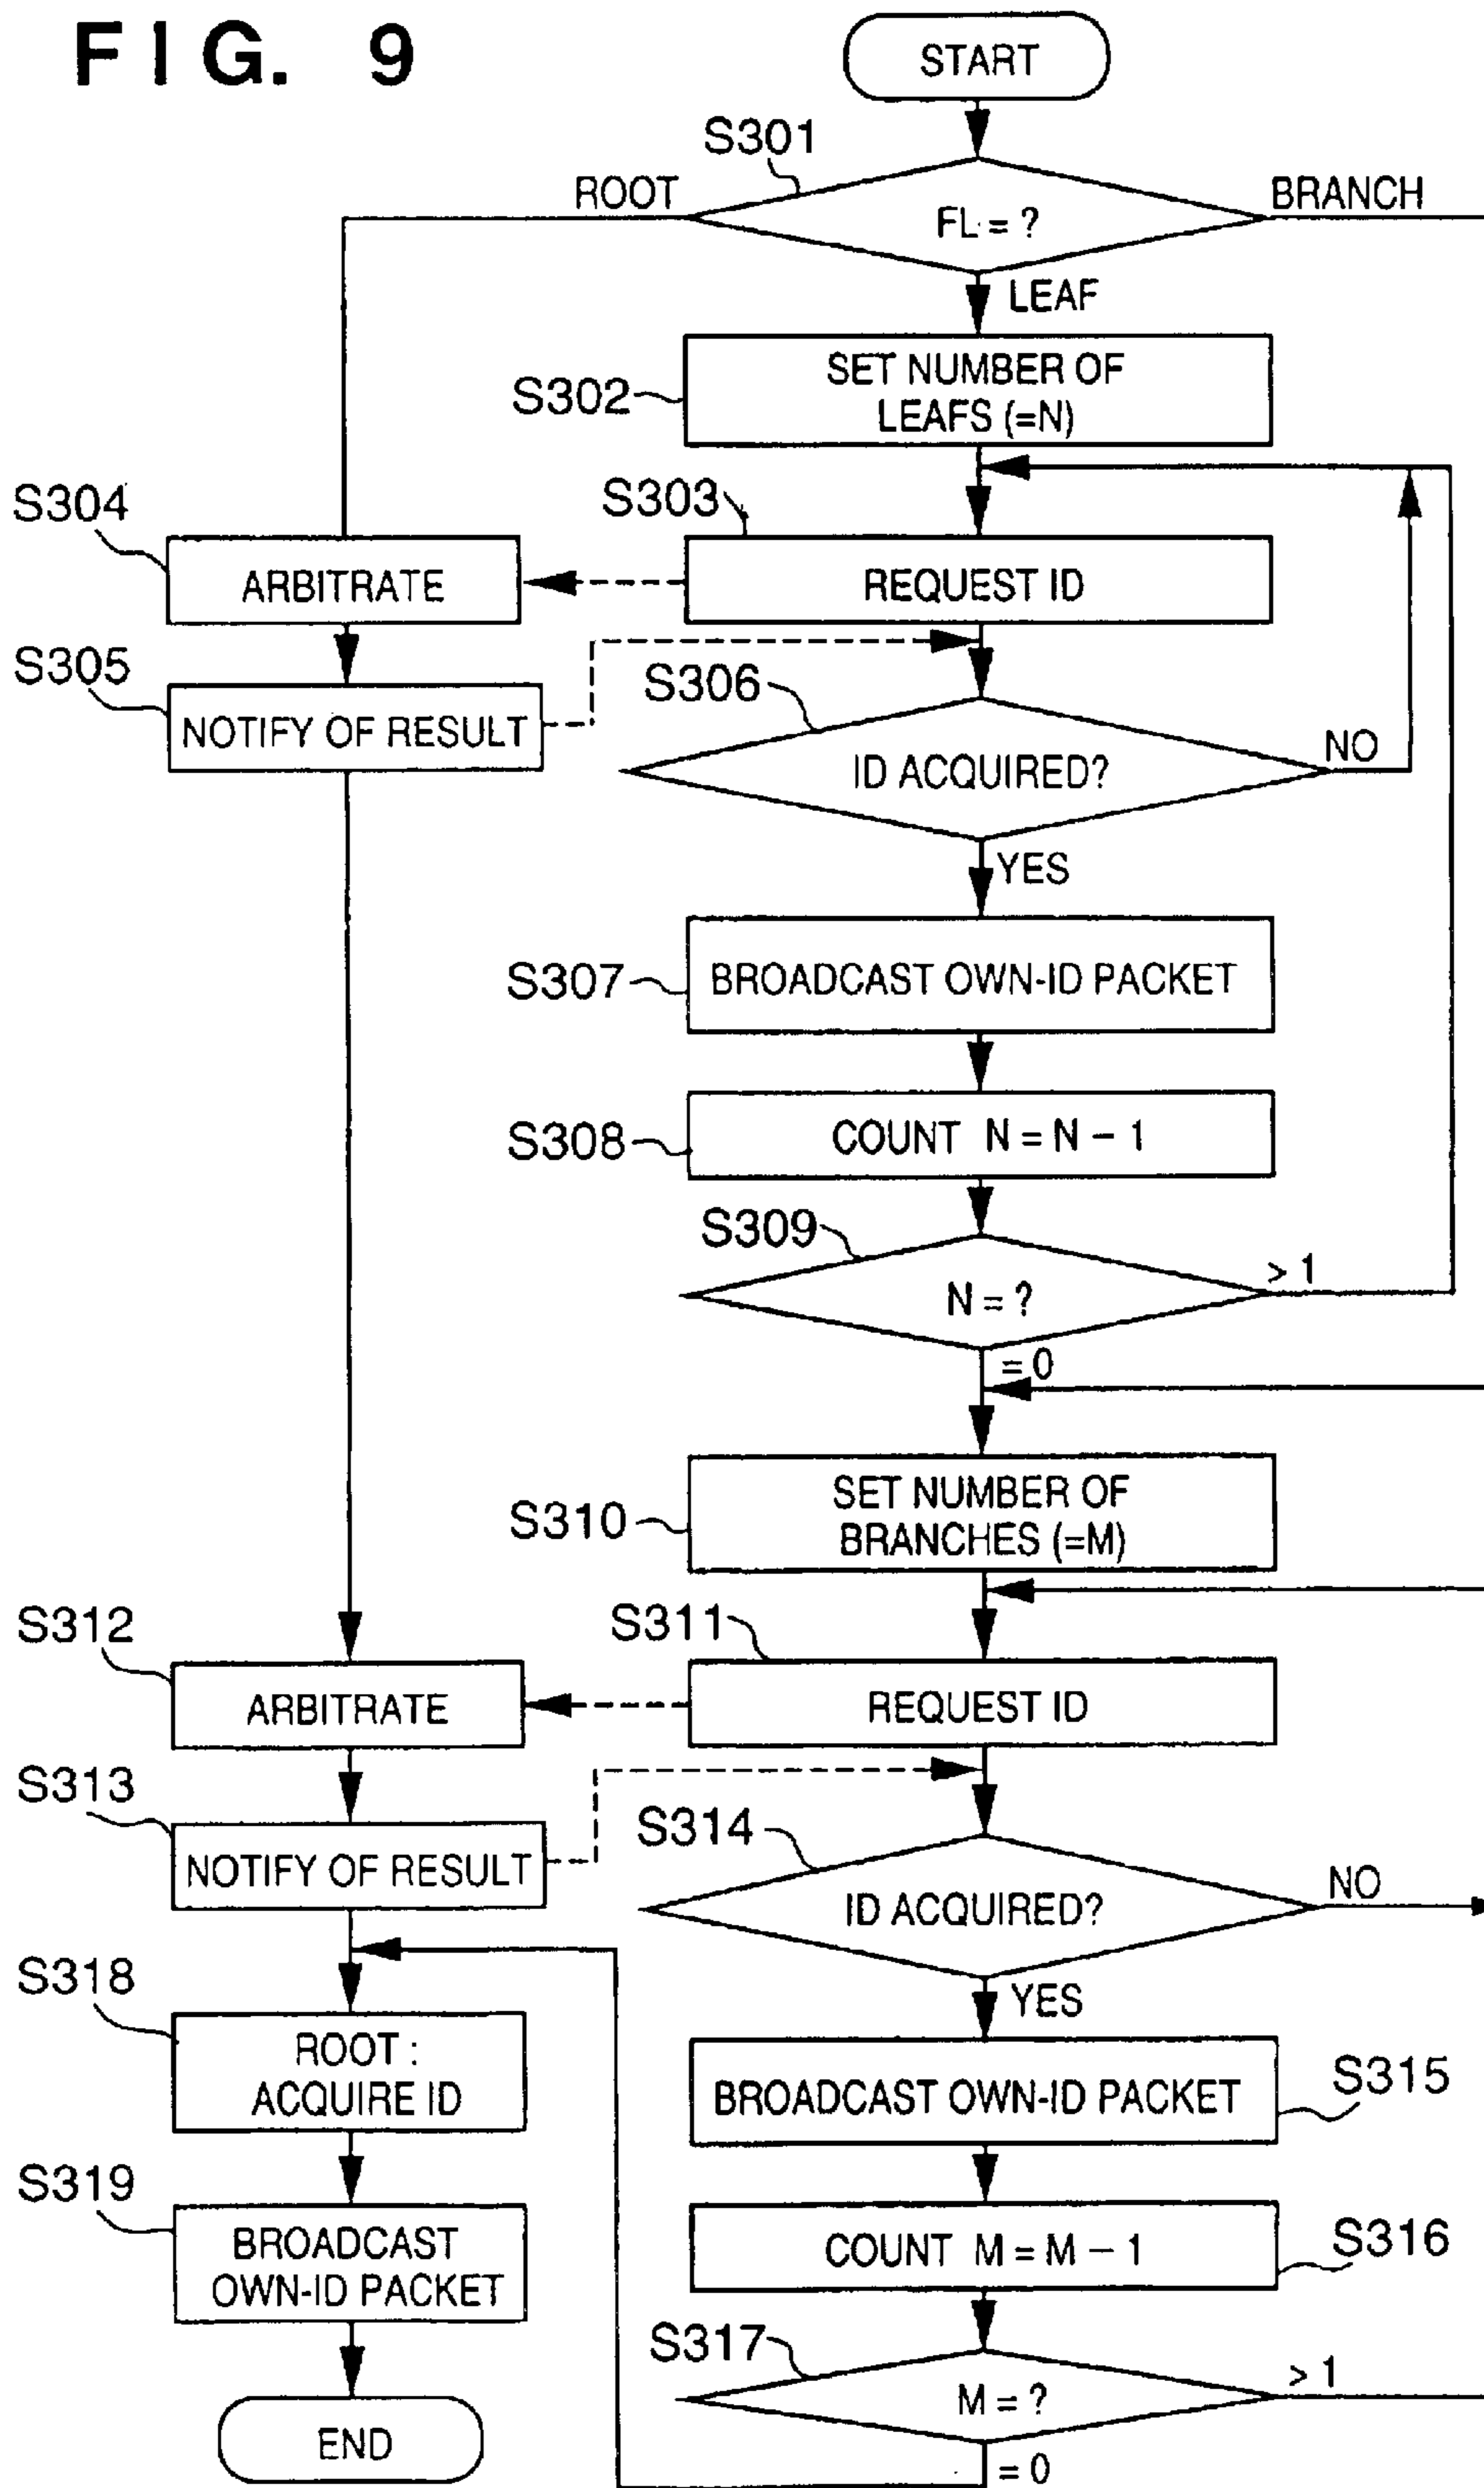 FIG. 9
START
S301
ROOT
BRANCH
FL = ?
LEAF
S302
SET NUMBER OF
LEAFS (=N)
S304
S303
ARBITRATE
REQUEST ID
S305
S306
NOTIFY OF RESULT
ID ACQUIRED?
NO
YES
S307
BROADCAST OWN-ID PACKET
S308
COUNT N = N – 1
S309
N = ?
> 1
= 0
S310
SET NUMBER OF
BRANCHES (=M)
S312
S311
ARBITRATE
REQUEST ID
S313
S314
NOTIFY OF RESULT
ID ACQUIRED?
NO
S318
YES
ROOT :
ACQUIRE ID
BROADCAST OWN-ID PACKET
S315
S319
BROADCAST
OWN-ID PACKET
COUNT M = M – 1
S316
S317
M = ?
> 1
END
= 0